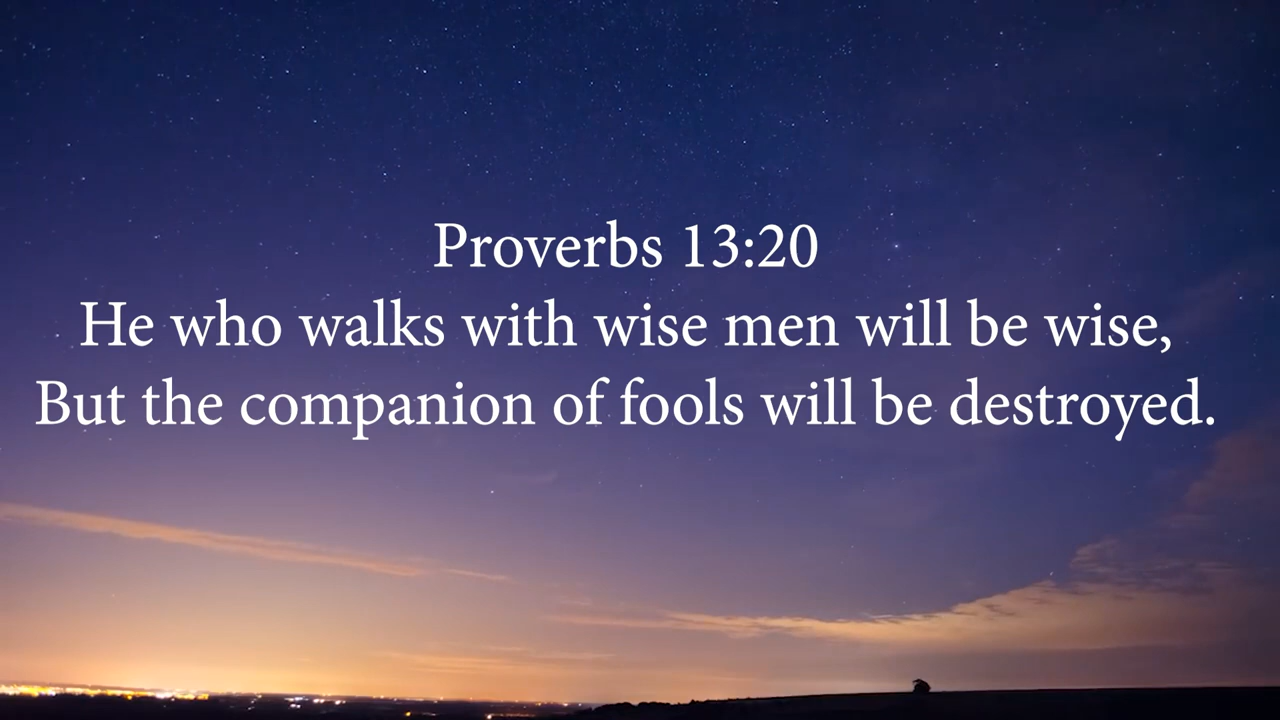 Proverbs 13:20
He who walks with wise men will be wise,
But the companion of fools will be destroyed.